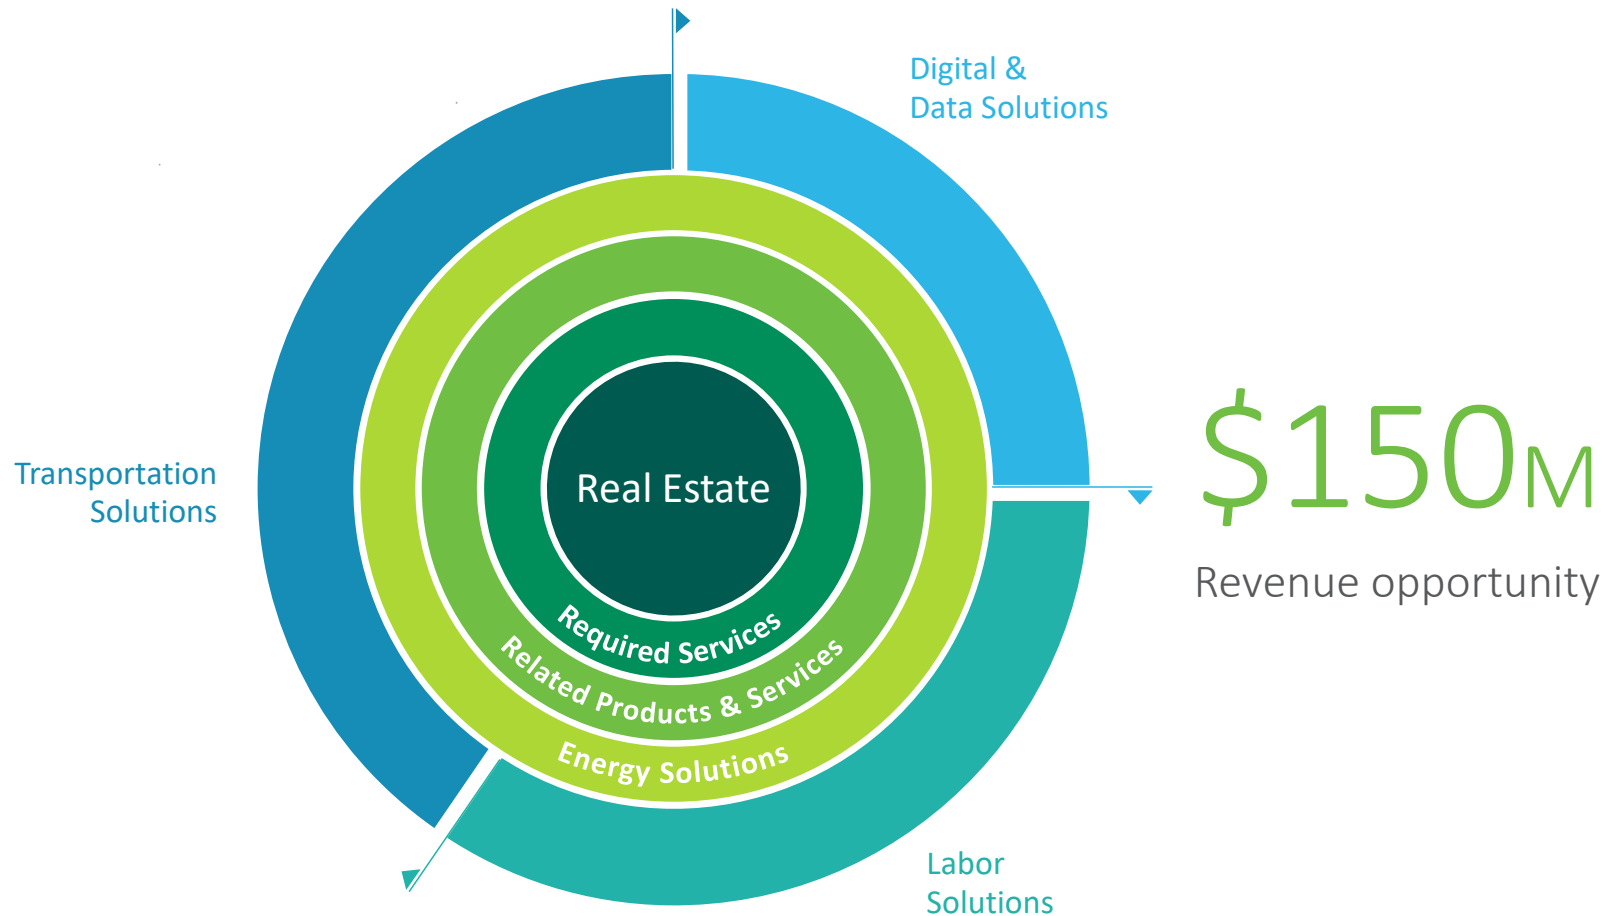 Digital &
Data Solutions
Transportation
Solutions
Real Estate
Required Services
Related Products & Services
Energy Solutions
$150M
Revenue opportunity
Labor
Solutions